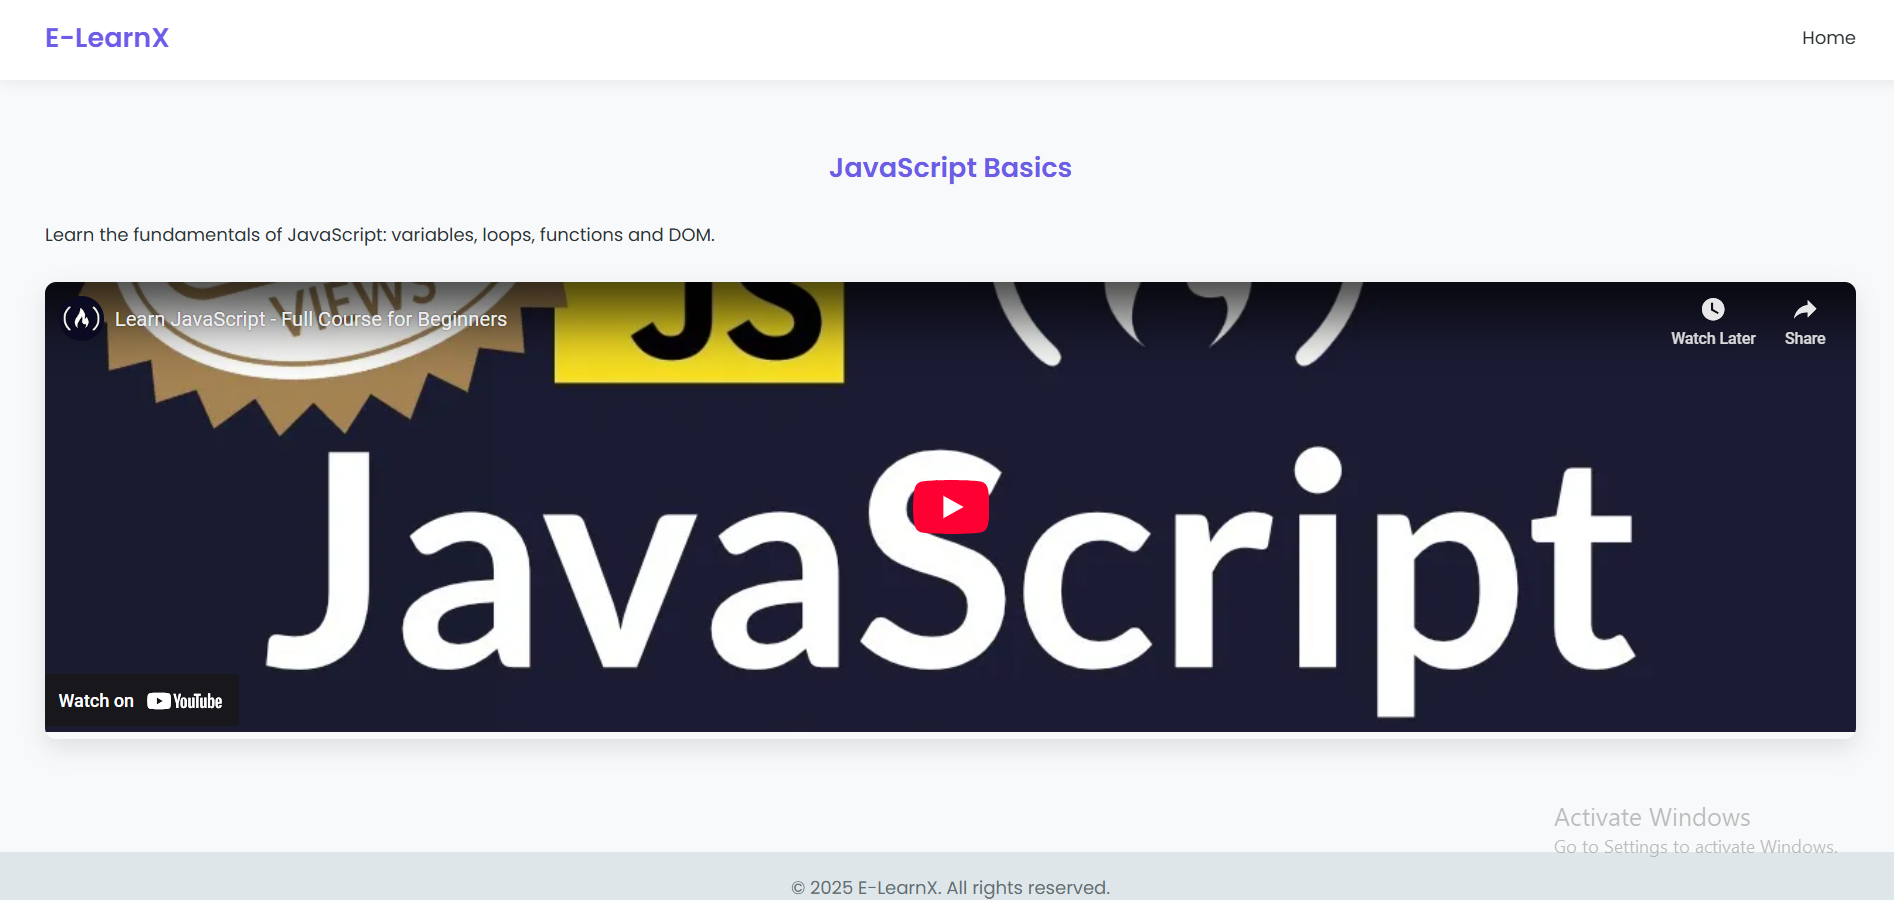 E-LearnX
Home
JavaScript Basics
Learn the fundamentals of JavaScript: variables, loops, functions and DOM.
VIEWS
JS
Learn JavaScript - Full Course for Beginners
Watch Later
Share
JavaScript
Watch on YouTube
Activate Windows
Go to Settings to activate Windows.
© 2025 E-LearnX. All rights reserved.